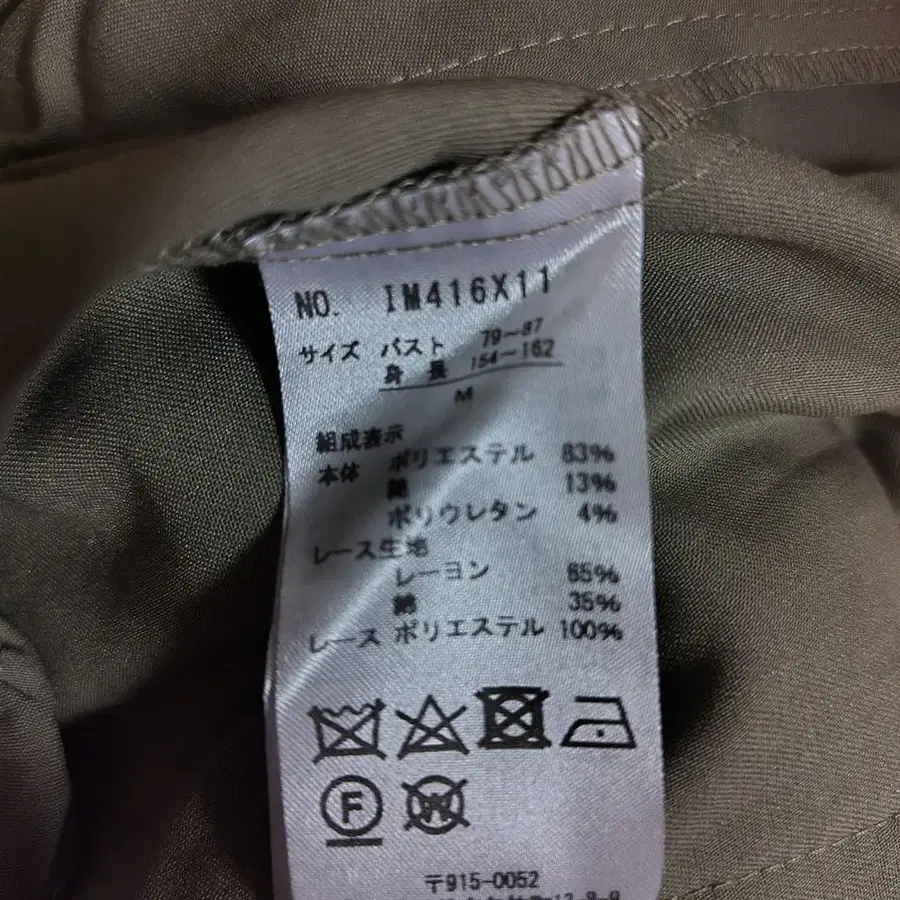 NO. IM416X11
サイズ バスト 79~87
身長 154~162
M
組成表示
本体 ポリエステル 83%
綿 13%
ポリウレタン 4%
レース生地
レーヨン 65%
綿 35%
レース ポリエステル 100%
F
W
〒915-0052